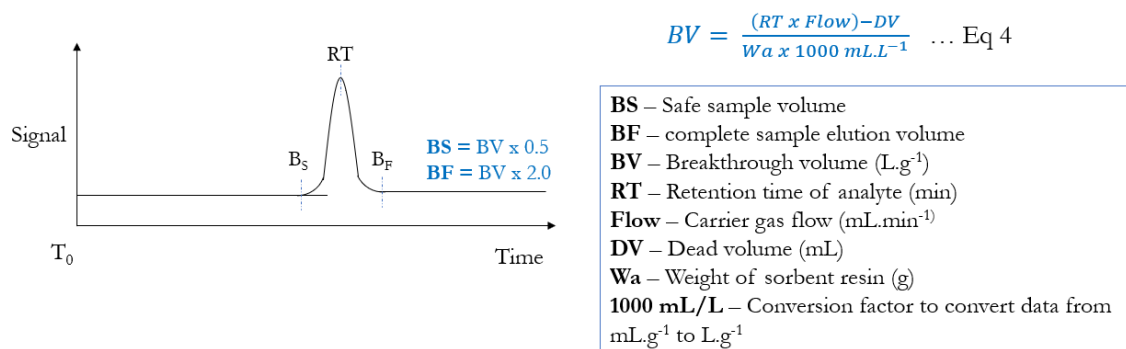 RT
Signal
B_S
B_F
BS = BV x 0.5
BF = BV x 2.0
T_0
Time
BV = (RT x Flow)−DV / Wa x 1000 mL.L⁻¹ … Eq 4
BS – Safe sample volume
BF – complete sample elution volume
BV – Breakthrough volume (L.g⁻¹)
RT – Retention time of analyte (min)
Flow – Carrier gas flow (mL.min⁻¹)
DV – Dead volume (mL)
Wa – Weight of sorbent resin (g)
1000 mL/L – Conversion factor to convert data from
mL.g⁻¹ to L.g⁻¹